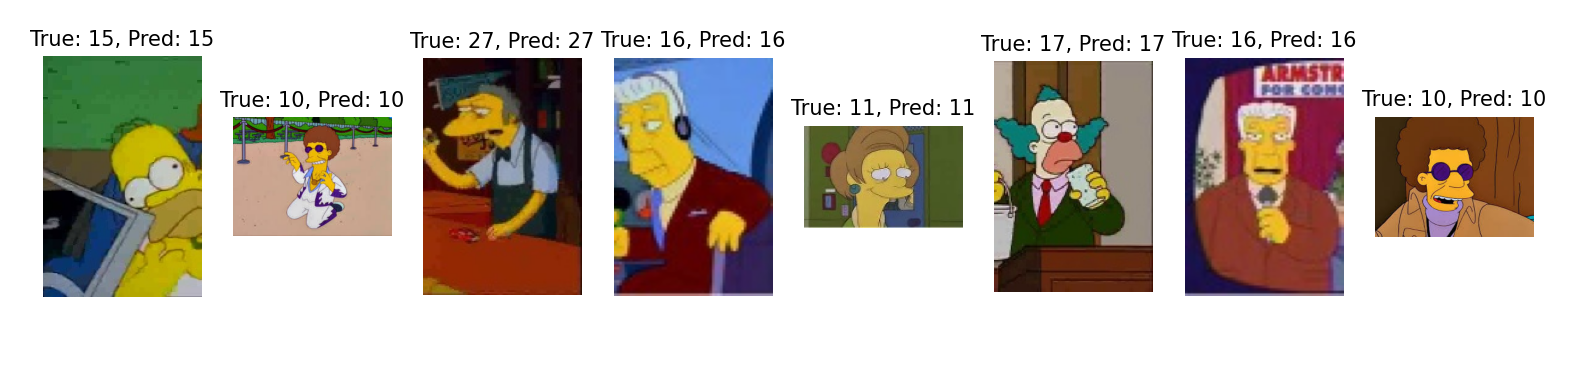 True: 15, Pred: 15
True: 10, Pred: 10
True: 27, Pred: 27
True: 16, Pred: 16
True: 11, Pred: 11
True: 17, Pred: 17
True: 16, Pred: 16
ARMSTR
FOR CONG
True: 10, Pred: 10